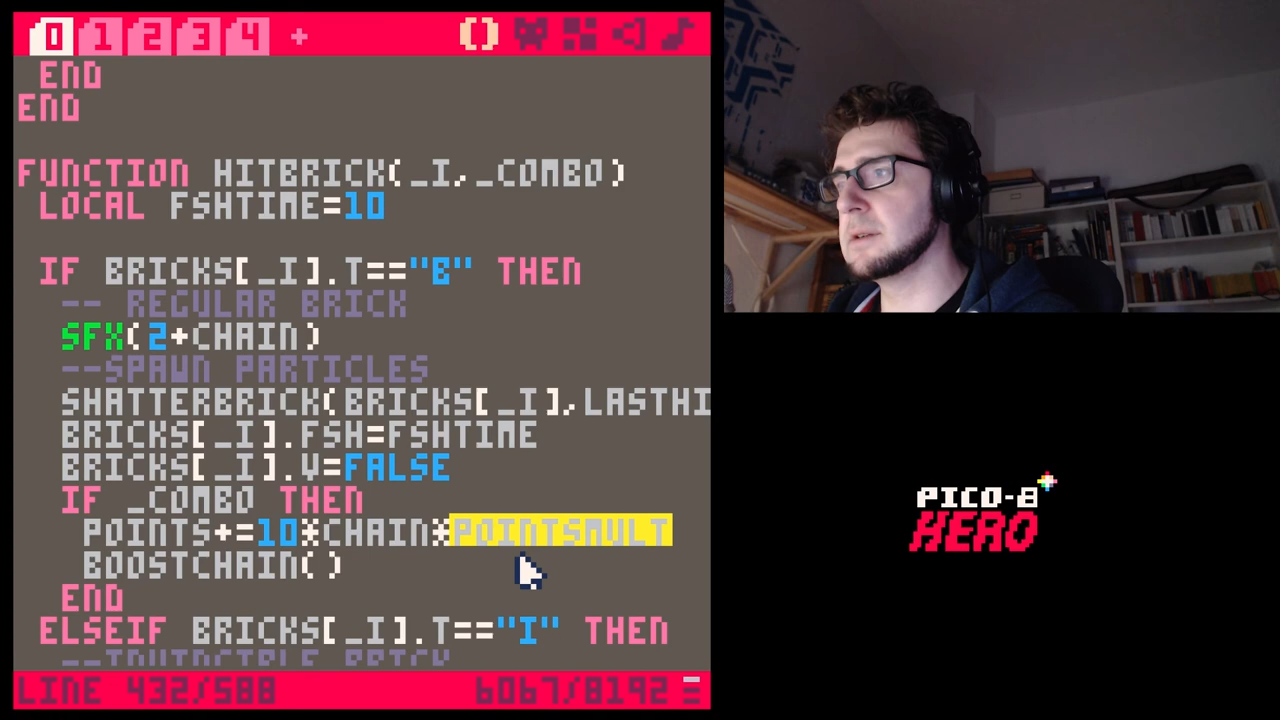 0 1 2 3 4 +
END
END
FUNCTION HITBRICK(_I,_COMBO)
LOCAL FSHTIME=10
IF BRICKS[_I].T=="B" THEN
-- REGULAR BRICK
SFX(2+CHAIN)
--SPAWN PARTICLES
SHATTERBRICK(BRICKS[_I],LASTHI
BRICKS[_I].FSH=FSHTIME
BRICKS[_I].V=FALSE
IF _COMBO THEN
POINTS+=10*CHAIN*POINTSMULT
BOOSTCHAIN()
END
ELSEIF BRICKS[_I].T=="I" THEN
--INVINCIBLE BRICK
LINE 432/588 6067/8192
PICO-8
HERO